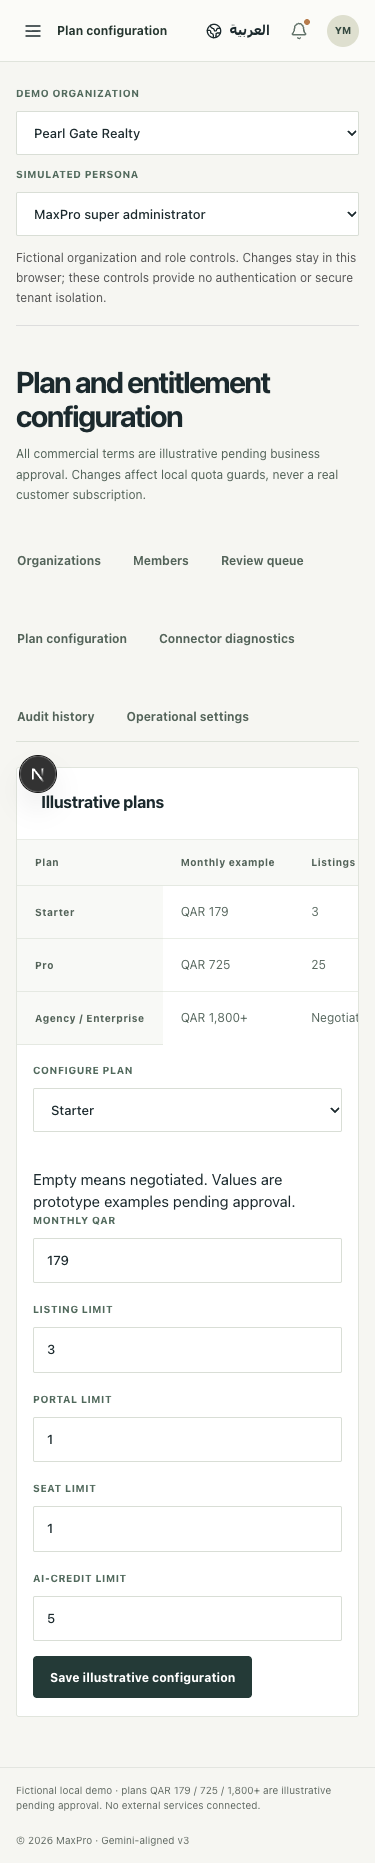 Plan configuration
العربية
YM
DEMO ORGANIZATION
Pearl Gate Realty
SIMULATED PERSONA
MaxPro super administrator
Fictional organization and role controls. Changes stay in this
browser; these controls provide no authentication or secure
tenant isolation.
Plan and entitlement
configuration
All commercial terms are illustrative pending business
approval. Changes affect local quota guards, never a real
customer subscription.
Organizations Members Review queue
Plan configuration Connector diagnostics
Audit history Operational settings
N
Illustrative plans
Plan Monthly example Listings
Starter QAR 179 3
Pro QAR 725 25
Agency / Enterprise QAR 1,800+ Negotiat
CONFIGURE PLAN
Starter
Empty means negotiated. Values are
prototype examples pending approval.
MONTHLY QAR
179
LISTING LIMIT
3
PORTAL LIMIT
1
SEAT LIMIT
1
AI-CREDIT LIMIT
5
Save illustrative configuration
Fictional local demo · plans QAR 179 / 725 / 1,800+ are illustrative
pending approval. No external services connected.
© 2026 MaxPro · Gemini-aligned v3